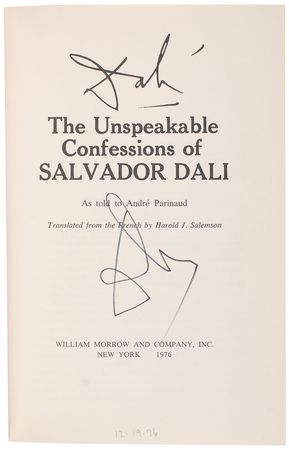 Dalí
The Unspeakable
Confessions of
SALVADOR DALI
As told to André Parinaud
Translated from the French by Harold J. Salemson
WILLIAM MORROW AND COMPANY, INC.
NEW YORK 1976
12-19-76